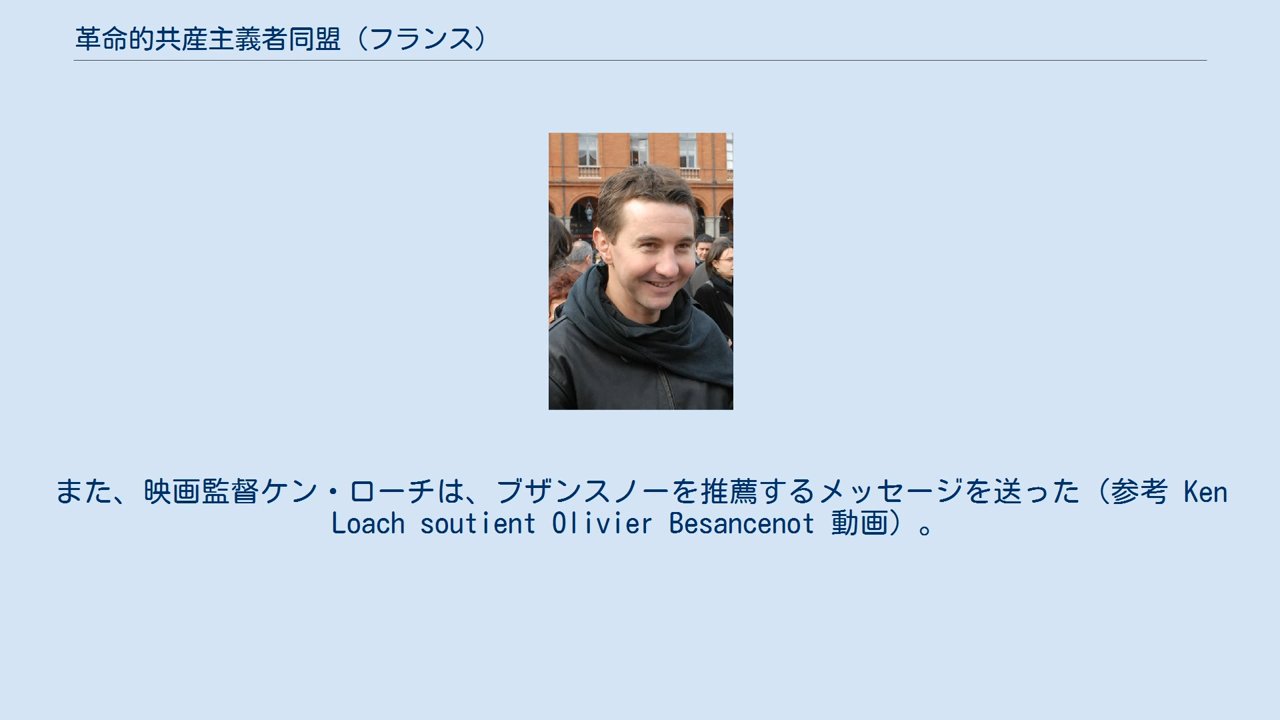 革命的共産主義者同盟（フランス）
また、映画監督ケン・ローチは、ブザンスノーを推薦するメッセージを送った（参考 Ken
Loach soutient Olivier Besancenot 動画）。